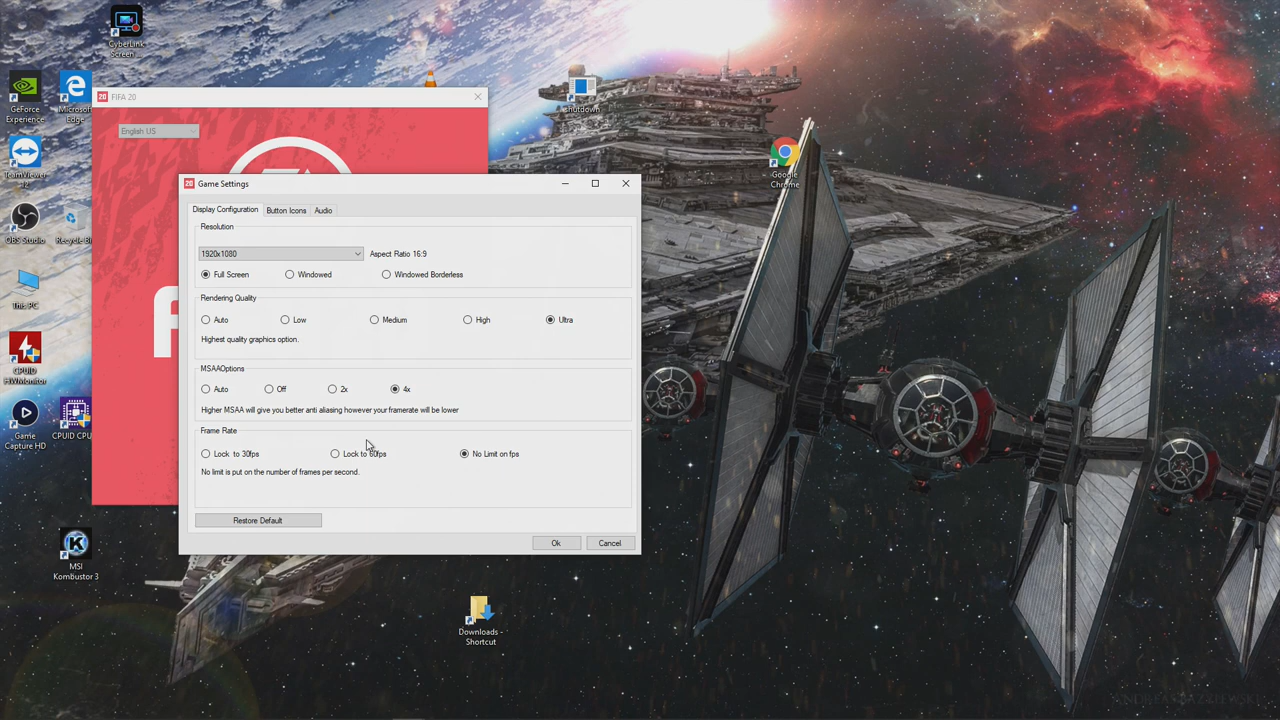 CyberLink
Screen ...
GeForce
Experience
Microsoft
Edge
20 FIFA 20
English US
shutdown
TeamViewer
12
Google
Chrome
20 Game Settings
Display Configuration Button Icons Audio
Resolution
1920x1080 Aspect Ratio 16:9
Full Screen Windowed Windowed Borderless
OBS Studio Recycle Bi
Rendering Quality
This PC
Auto Low Medium High Ultra
Highest quality graphics option.
MSAAOptions
CPUID
HWMonitor
Auto Off 2x 4x
Higher MSAA will give you better anti aliasing however your framerate will be lower
Game
Capture HD
CPUID CPU
Frame Rate
Lock to 30fps Lock to 60fps No Limit on fps
No limit is put on the number of frames per second.
Restore Default
Ok Cancel
K
MSI
Kombustor 3
Downloads -
Shortcut